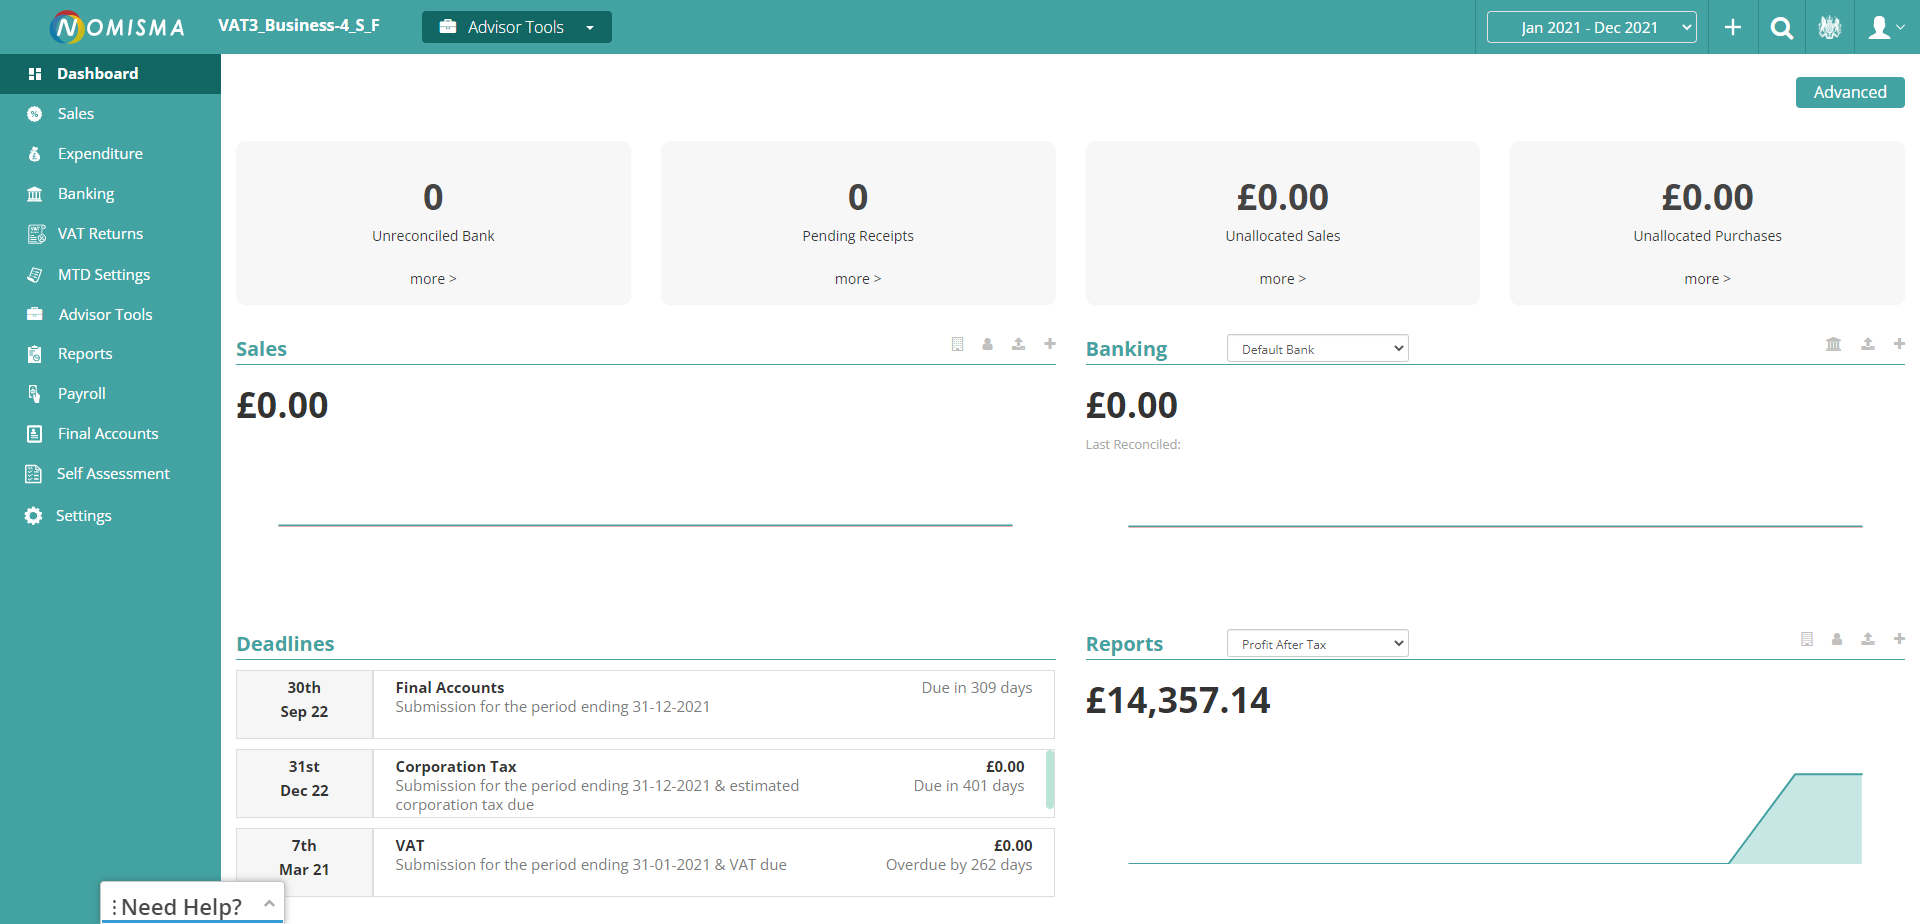 NOMISMA
VAT3_Business-4_S_F
Advisor Tools
Jan 2021 - Dec 2021
Dashboard
Sales
Expenditure
Banking
VAT Returns
MTD Settings
Advisor Tools
Reports
Payroll
Final Accounts
Self Assessment
Settings
Advanced
0
Unreconciled Bank
more >
0
Pending Receipts
more >
£0.00
Unallocated Sales
more >
£0.00
Unallocated Purchases
more >
Sales
£0.00
Banking
Default Bank
£0.00
Last Reconciled:
Deadlines
30th
Sep 22
Final Accounts
Submission for the period ending 31-12-2021
Due in 309 days
31st
Dec 22
Corporation Tax
Submission for the period ending 31-12-2021 & estimated
corporation tax due
£0.00
Due in 401 days
7th
Mar 21
VAT
Submission for the period ending 31-01-2021 & VAT due
£0.00
Overdue by 262 days
Reports
Profit After Tax
£14,357.14
Need Help?